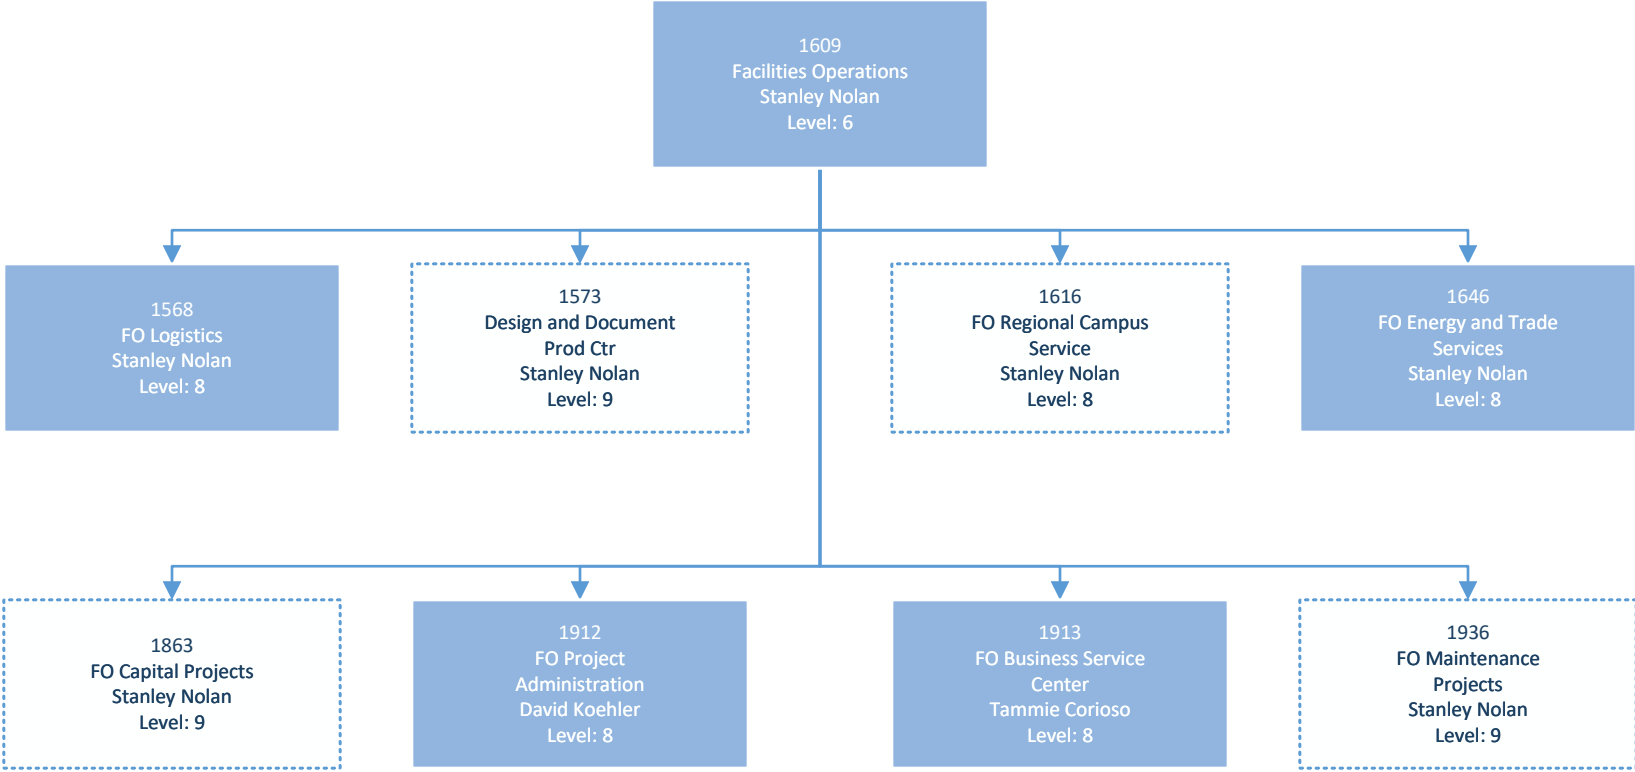 1609
Facilities Operations
Stanley Nolan
Level: 6
1568
FO Logistics
Stanley Nolan
Level: 8
1573
Design and Document
Prod Ctr
Stanley Nolan
Level: 9
1616
FO Regional Campus
Service
Stanley Nolan
Level: 8
1646
FO Energy and Trade
Services
Stanley Nolan
Level: 8
1863
FO Capital Projects
Stanley Nolan
Level: 9
1912
FO Project
Administration
David Koehler
Level: 8
1913
FO Business Service
Center
Tammie Corioso
Level: 8
1936
FO Maintenance
Projects
Stanley Nolan
Level: 9